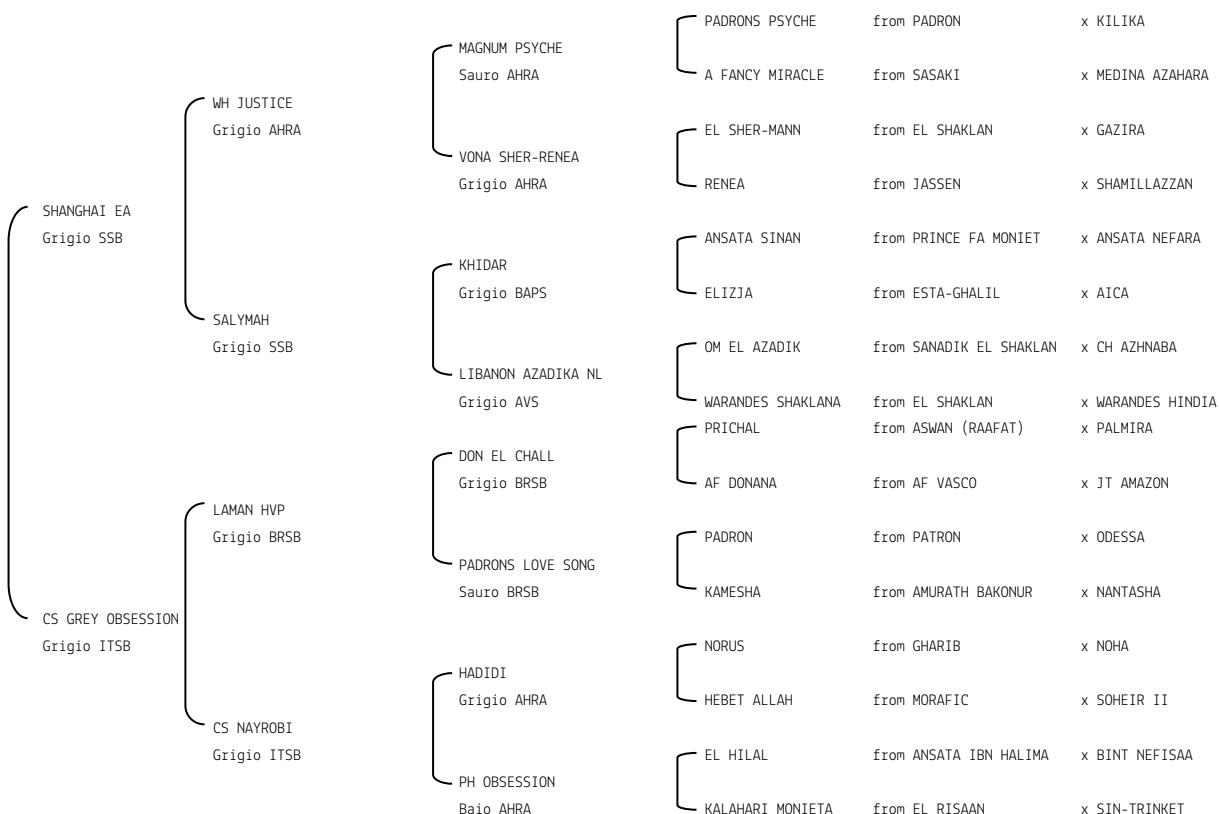 PADRONS PSYCHE from PADRON x KILIKA
MAGNUM PSYCHE
Sauro AHRA A FANCY MIRACLE from SASAKI x MEDINA AZAHARA
WH JUSTICE
Grigio AHRA EL SHER-MANN from EL SHAKLAN x GAZIRA
VONA SHER-RENEA
Grigio AHRA RENEA from JASSEN x SHAMILLAZZAN
SHANGHAI EA
Grigio SSB ANSATA SINAN from PRINCE FA MONIET x ANSATA NEFARA
KHIDAR
Grigio BAPS ELIZJA from ESTA-GHALIL x AICA
SALYMAH
Grigio SSB OM EL AZADIK from SANADIK EL SHAKLAN x CH AZHNABA
LIBANON AZADIKA NL
Grigio AVS WARANDES SHAKLANA from EL SHAKLAN x WARANDES HINDIA
PRICHAL from ASWAN (RAAFAT) x PALMIRA
DON EL CHALL
Grigio BRSB AF DONANA from AF VASCO x JT AMAZON
LAMAN HVP
Grigio BRSB PADRON from PATRON x ODESSA
PADRONS LOVE SONG
Sauro BRSB KAMESHA from AMURATH BAKONUR x NANTASHA
CS GREY OBSESSION
Grigio ITSB NORUS from GHARIB x NOHA
HADIDI
Grigio AHRA HEBET ALLAH from MORAFIC x SOHEIR II
CS NAYROBI
Grigio ITSB EL HILAL from ANSATA IBN HALIMA x BINT NEFISAA
PH OBSESSION
Baio AHRA KALAHARI MONIETA from EL RISAAN x SIN-TRINKET